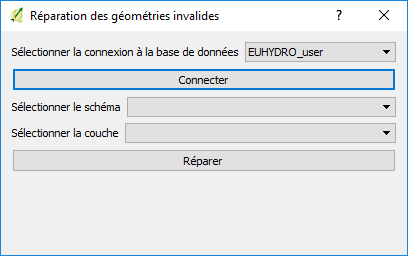 Réparation des géométries invalides ?
Sélectionner la connexion à la base de données EUHYDRO_user
Connecter
Sélectionner le schéma
Sélectionner la couche
Réparer